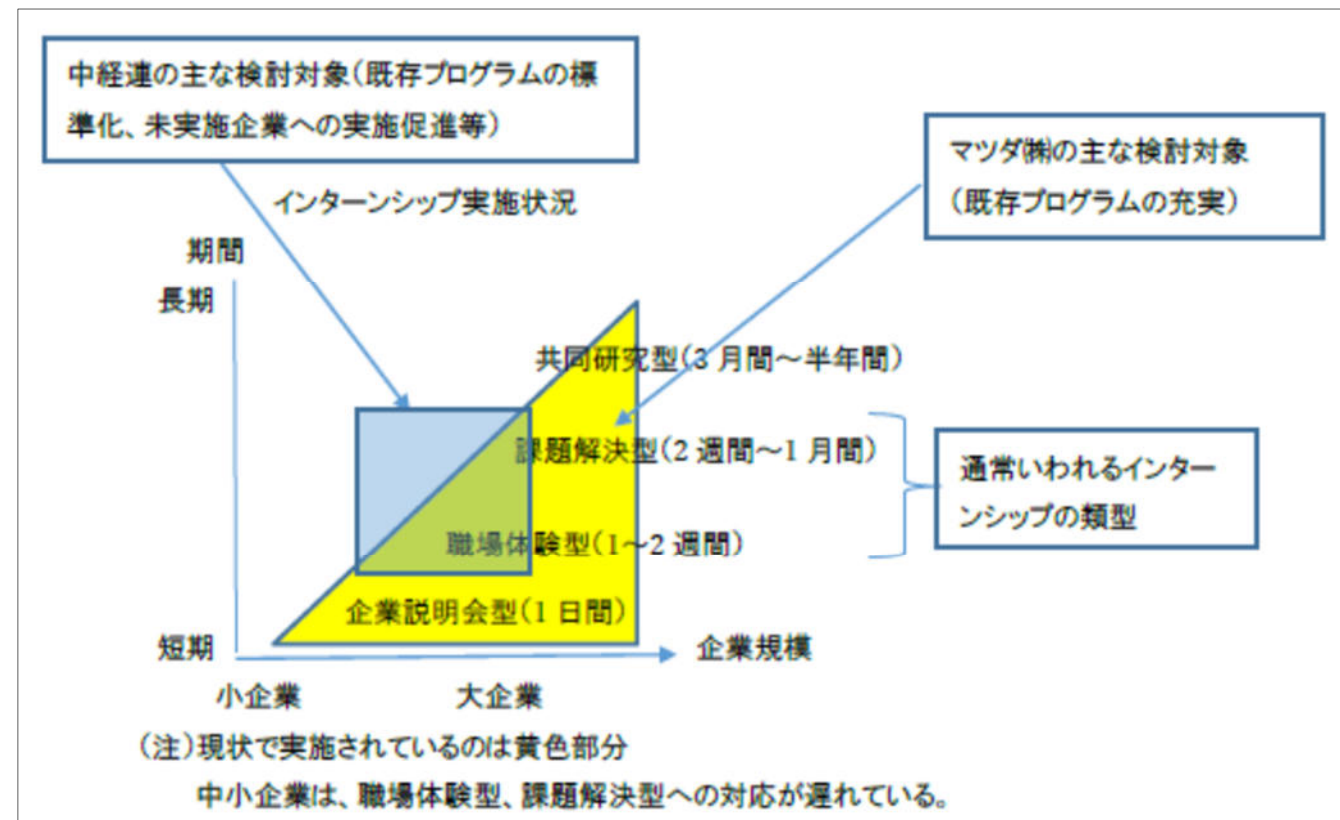 中経連の主な検討対象(既存プログラムの標
準化、未実施企業への実施促進等)
マツダ㈱の主な検討対象
(既存プログラムの充実)
インターンシップ実施状況
期間
長期
共同研究型(3 月間～半年間)
課題解決型(2 週間～1 月間)
通常いわれるインター
ンシップの類型
職場体験型(1～2 週間)
企業説明会型(1 日間)
短期
企業規模
小企業
大企業
(注)現状で実施されているのは黄色部分
中小企業は、職場体験型、課題解決型への対応が遅れている。